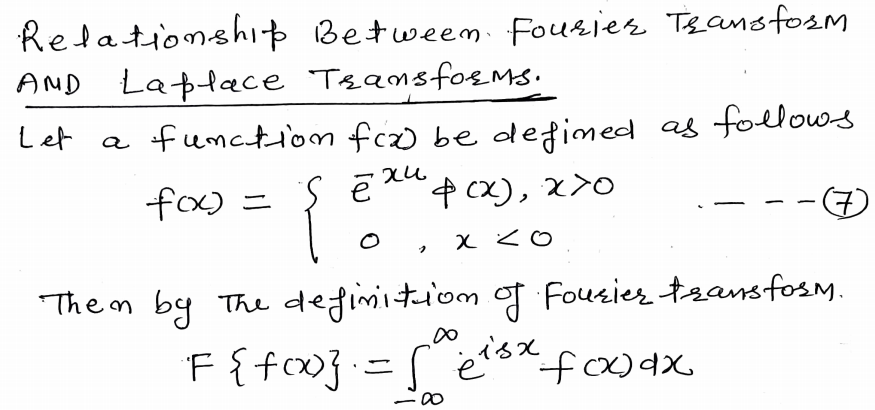 Relationship Between Fourier Transform
AND Laplace Transforms.
Let a function f(x) be defined as follows
f(x) = { e^{-xu} φ(x), x>0 ---- (7)
0 , x < 0
Then by the definition of Fourier transform.
F {f(x)} = ∫_{-∞}^{∞} e^{isx} f(x) dx